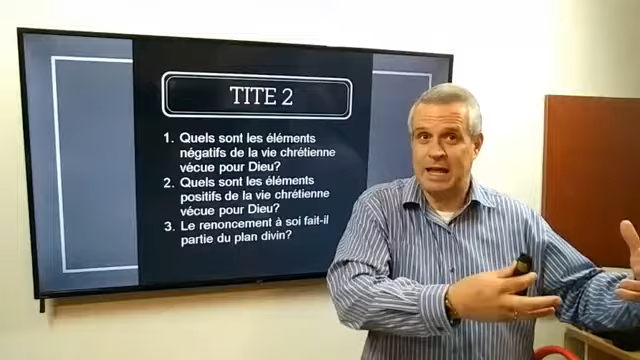 TITE 2
1. Quels sont les éléments
négatifs de la vie chrétienne
vécue pour Dieu?
2. Quels sont les éléments
positifs de la vie chrétienne
vécue pour Dieu?
3. Le renoncement à soi fait-il
partie du plan divin?